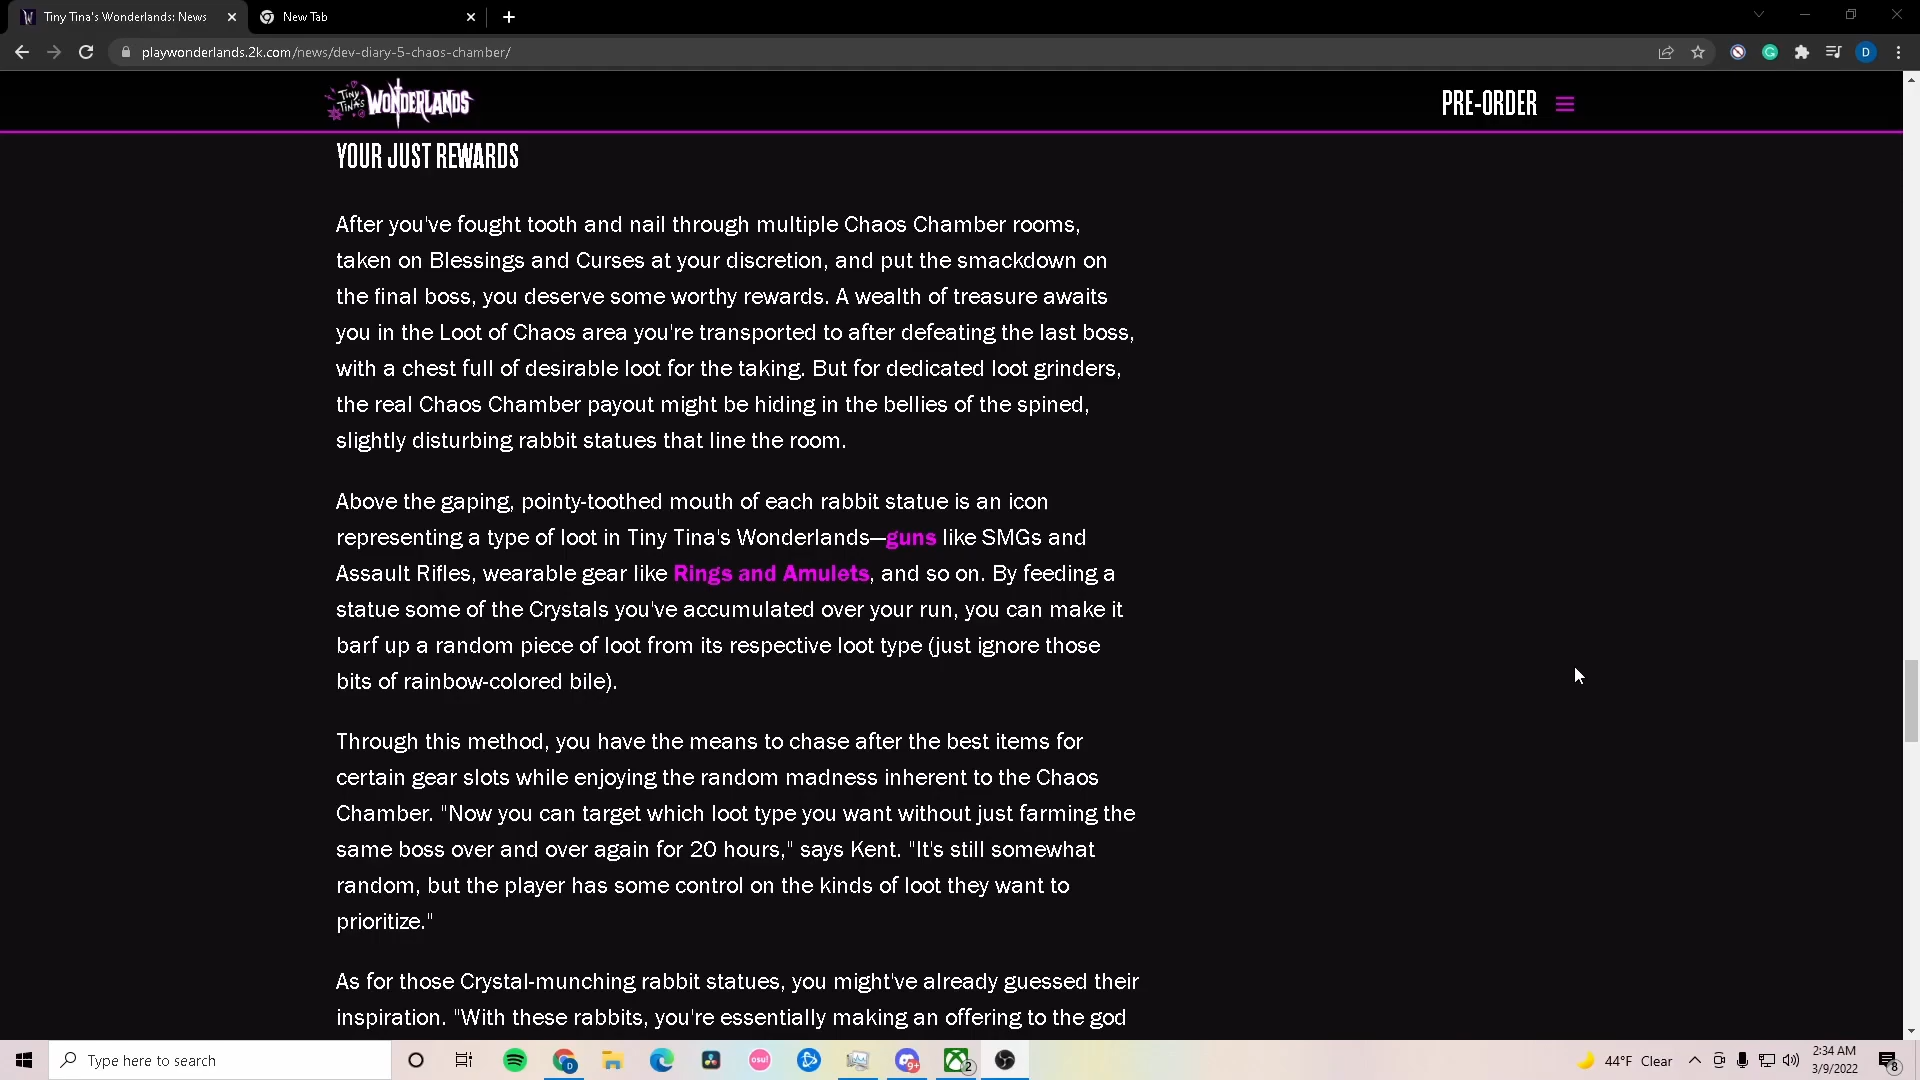 Tiny Tina's Wonderlands: News
New Tab
playwonderlands.2k.com/news/dev-diary-5-chaos-chamber/
D
TINY TINA'S WONDERLANDS
PRE-ORDER
YOUR JUST REWARDS
After you've fought tooth and nail through multiple Chaos Chamber rooms,
taken on Blessings and Curses at your discretion, and put the smackdown on
the final boss, you deserve some worthy rewards. A wealth of treasure awaits
you in the Loot of Chaos area you're transported to after defeating the last boss,
with a chest full of desirable loot for the taking. But for dedicated loot grinders,
the real Chaos Chamber payout might be hiding in the bellies of the spined,
slightly disturbing rabbit statues that line the room.
Above the gaping, pointy-toothed mouth of each rabbit statue is an icon
representing a type of loot in Tiny Tina's Wonderlands—guns like SMGs and
Assault Rifles, wearable gear like Rings and Amulets, and so on. By feeding a
statue some of the Crystals you've accumulated over your run, you can make it
barf up a random piece of loot from its respective loot type (just ignore those
bits of rainbow-colored bile).
Through this method, you have the means to chase after the best items for
certain gear slots while enjoying the random madness inherent to the Chaos
Chamber. "Now you can target which loot type you want without just farming the
same boss over and over again for 20 hours," says Kent. "It's still somewhat
random, but the player has some control on the kinds of loot they want to
prioritize."
As for those Crystal-munching rabbit statues, you might've already guessed their
inspiration. "With these rabbits, you're essentially making an offering to the god
Type here to search
D
osu!
9+
2
44°F Clear
2:34 AM
3/9/2022
8